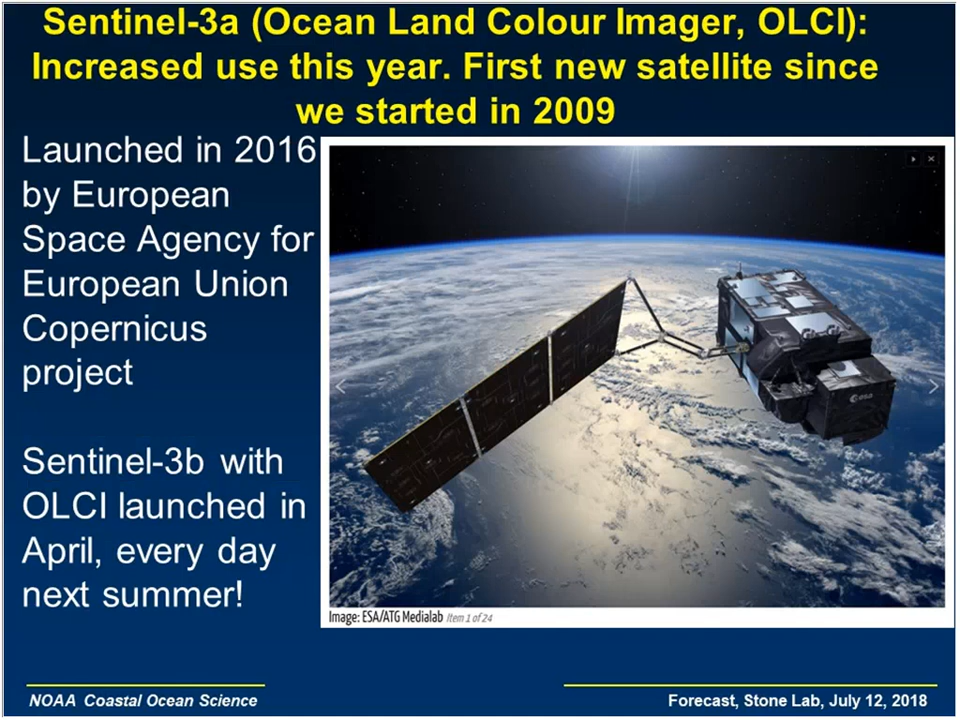 Sentinel-3a (Ocean Land Colour Imager, OLCI):
Increased use this year. First new satellite since
we started in 2009
Launched in 2016
by European
Space Agency for
European Union
Copernicus
project
Sentinel-3b with
OLCI launched in
April, every day
next summer!
esa
Image: ESA/ATG Medialab Item 1 of 24
NOAA Coastal Ocean Science
Forecast, Stone Lab, July 12, 2018